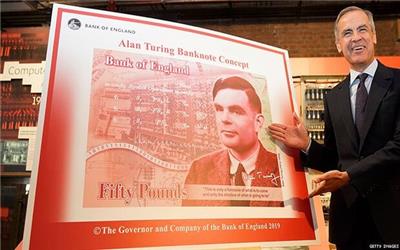 BANK OF ENGLAND
Alan Turing Banknote Concept
Bank of England
Computer
Fifty Pounds
"This is only a foretaste of what is to come
and only the shadow of what is going to be"
©The Governor and Company of the Bank of England 2019
GETTY IMAGES